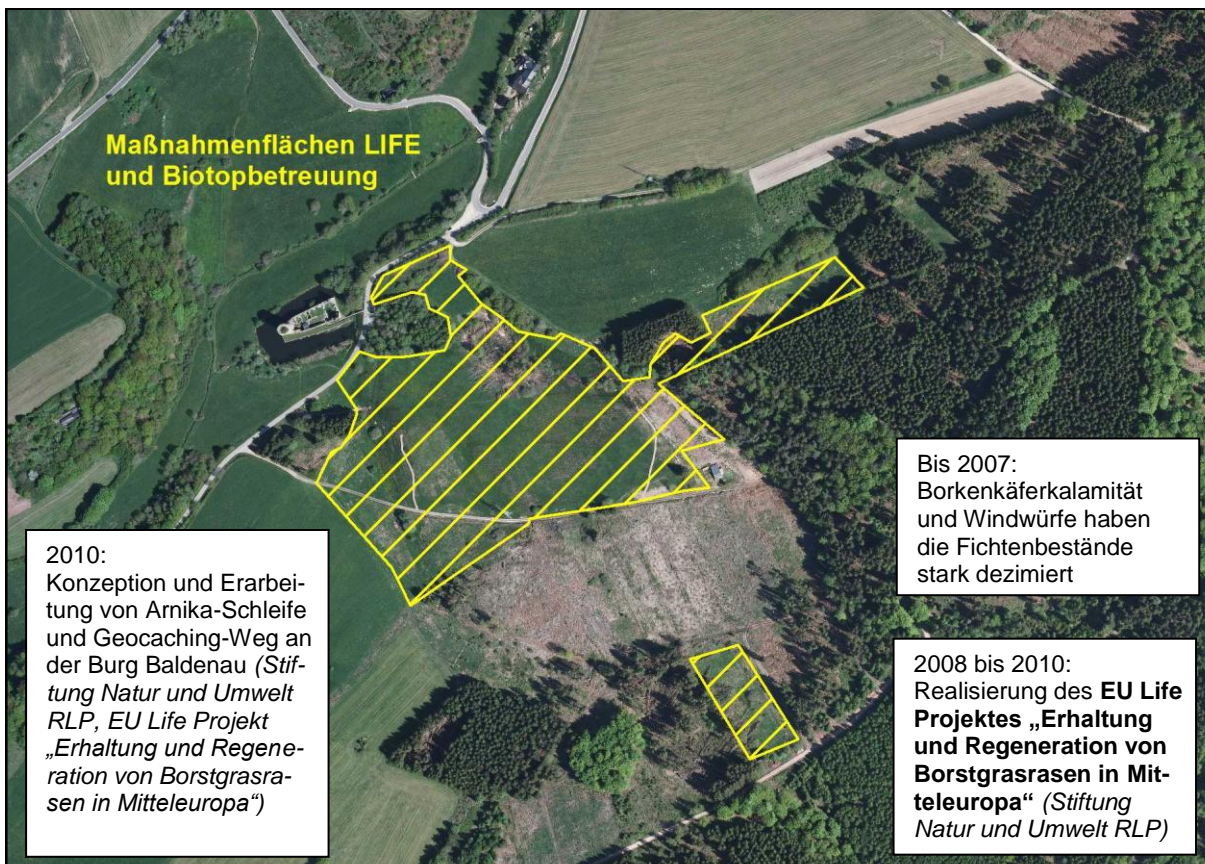 Maßnahmenflächen LIFE
und Biotopbetreuung
Bis 2007:
Borkenkäferkalamität
und Windwürfe haben
die Fichtenbestände
stark dezimiert
2010:
Konzeption und Erarbei-
tung von Arnika-Schleife
und Geocaching-Weg an
der Burg Baldenau (Stif-
tung Natur und Umwelt
RLP, EU Life Projekt
„Erhaltung und Regene-
ration von Borstgrasra-
sen in Mitteleuropa“)
2008 bis 2010:
Realisierung des EU Life
Projektes „Erhaltung
und Regeneration von
Borstgrasrasen in Mit-
teleuropa“ (Stiftung
Natur und Umwelt RLP)